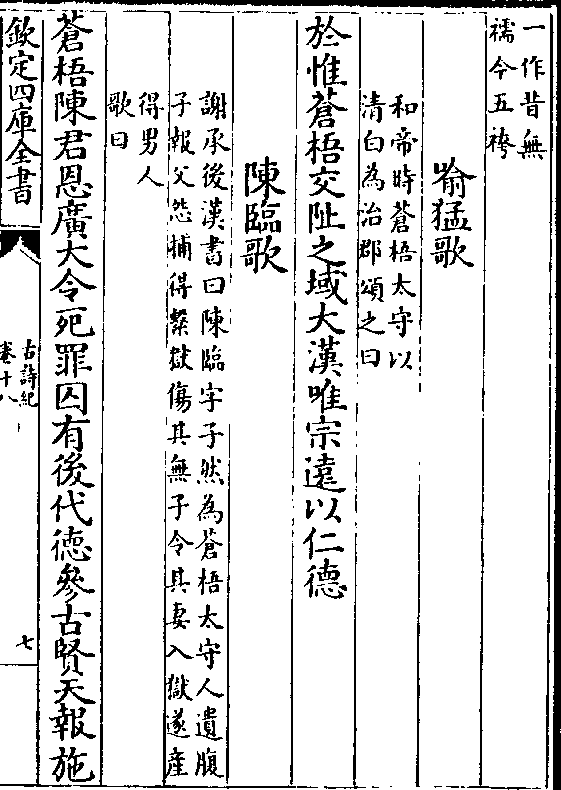 一作昔無
襦今五袴
喻猛歌
和帝時蒼梧太守以
清白為治郡頌之曰
於惟蒼梧交阯之域大漢唯宗遠以仁德
陳臨歌
謝承後漢書曰陳臨字子然為蒼梧太守人遺腹
子報父怨捕得繫獄傷其無子令其妻入獄遂產
得男人
歌曰
蒼梧陳君恩廣大令死罪囚有後代德參古賢天報施
欽定四庫全書
古詩紀
卷十八
七